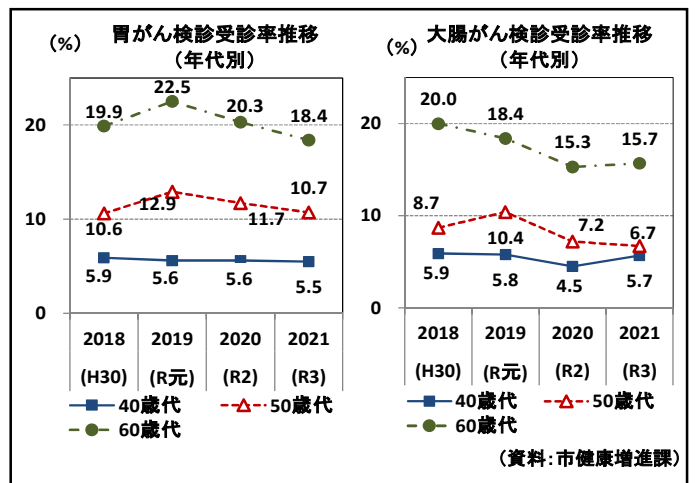 胃がん検診受診率推移
(年代別)
(%)
22.5
19.9
20.3
18.4
20
12.9
11.7
10.7
10.6
10
5.9
5.6
5.6
5.5
0
2018
2019
2020
2021
(H30)
(R元)
(R2)
(R3)
40歳代
50歳代
60歳代
大腸がん検診受診率推移
(年代別)
(%)
20.0
18.4
15.3
15.7
20
8.7
10.4
7.2
6.7
10
5.9
5.8
4.5
5.7
0
2018
2019
2020
2021
(H30)
(R元)
(R2)
(R3)
40歳代
50歳代
60歳代
(資料:市健康増進課)